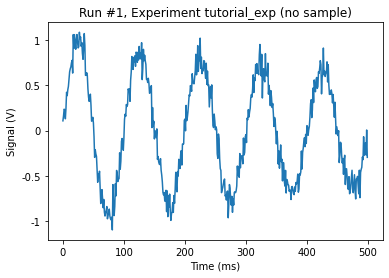 Run #1, Experiment tutorial_exp (no sample)
1
0.5
0
-0.5
-1
Signal (V)
0 100 200 300 400 500
Time (ms)